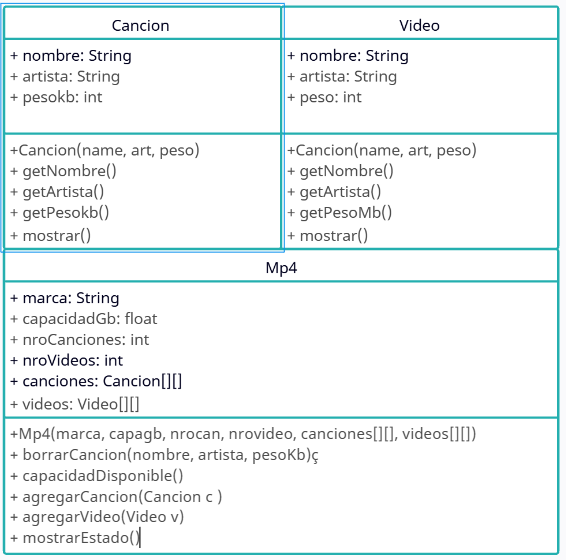 Cancion
+ nombre: String
+ artista: String
+ pesokb: int
+Cancion(name, art, peso)
+ getNombre()
+ getArtista()
+ getPesokb()
+ mostrar()
Video
+ nombre: String
+ artista: String
+ peso: int
+Cancion(name, art, peso)
+ getNombre()
+ getArtista()
+ getPesoMb()
+ mostrar()
Mp4
+ marca: String
+ capacidadGb: float
+ nroCanciones: int
+ nroVideos: int
+ canciones: Cancion[][]
+ videos: Video[][]
+Mp4(marca, capagb, nrocan, nrovideo, canciones[][], videos[][])
+ borrarCancion(nombre, artista, pesoKb)ç
+ capacidadDisponible()
+ agregarCancion(Cancion c )
+ agregarVideo(Video v)
+ mostrarEstado()